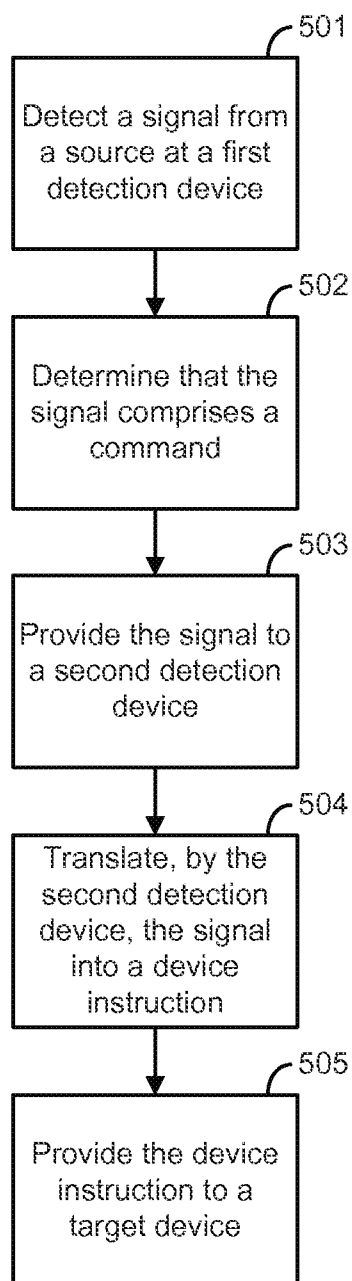 501
Detect a signal from
a source at a first
detection device
502
Determine that the
signal comprises a
command
503
Provide the signal to
a second detection
device
504
Translate, by the
second detection
device, the signal
into a device
instruction
505
Provide the device
instruction to a
target device